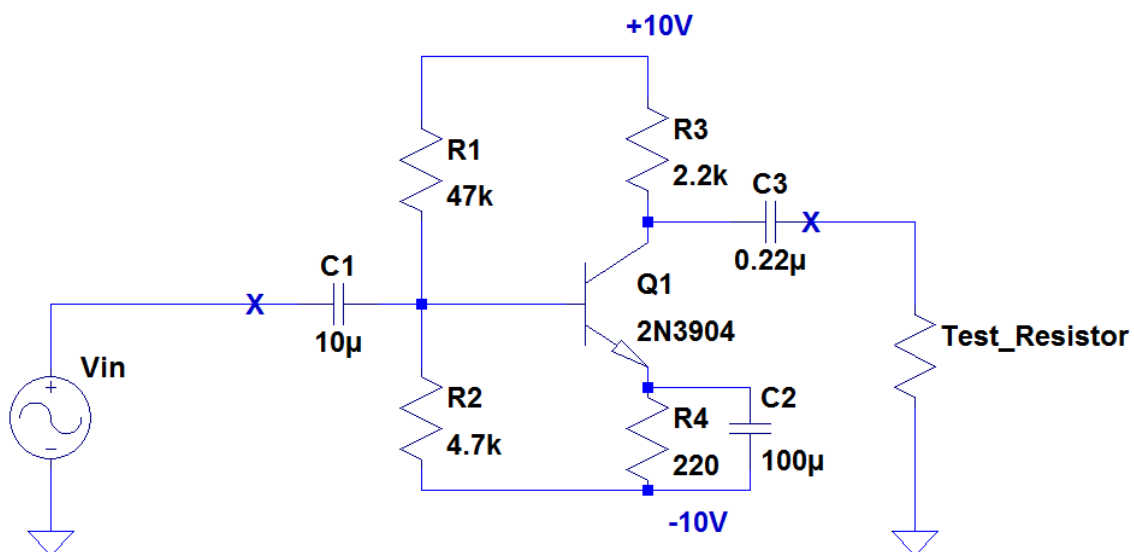 +10V
R1
47k
R3
2.2k
C3
X
0.22µ
C1
X
10µ
Q1
2N3904
Vin
Test_Resistor
R2
4.7k
R4
220
C2
100µ
-10V